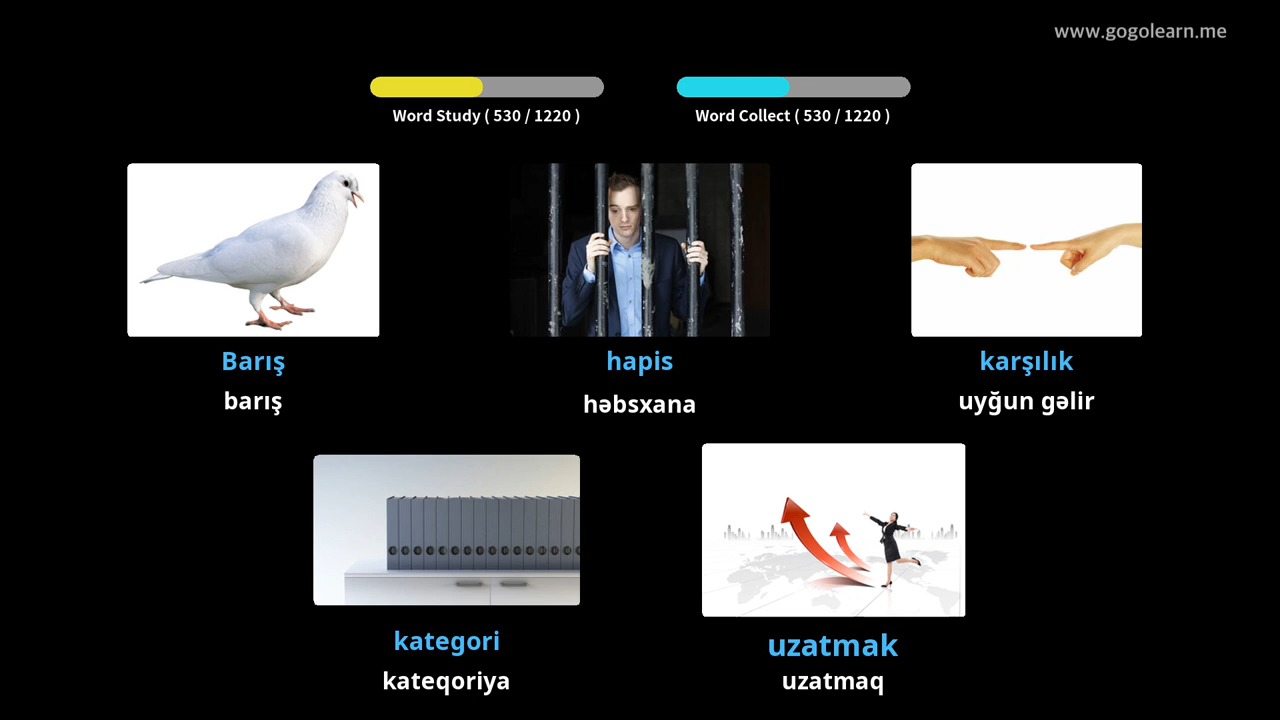 www.gogolearn.me
Word Study ( 530 / 1220 )
Word Collect ( 530 / 1220 )
Barış
barış
hapis
həbsxana
karşılık
uyğun gəlir
kategori
kateqoriya
uzatmak
uzatmaq